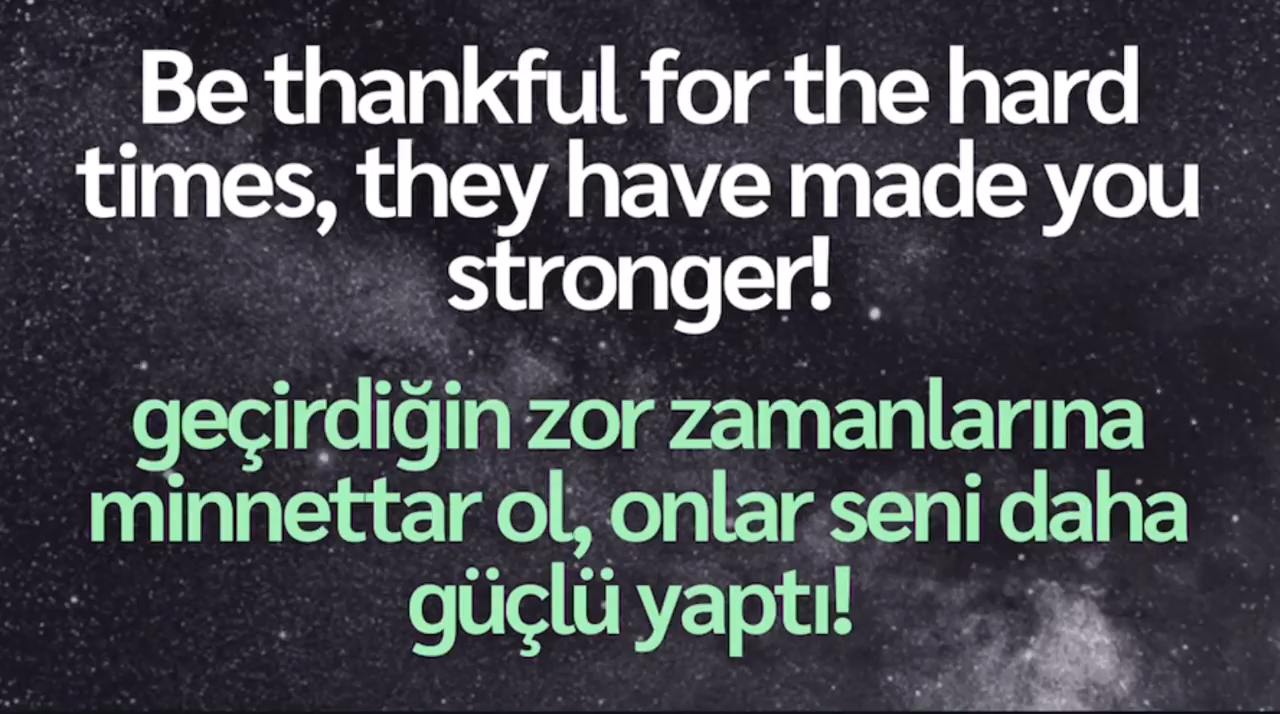 Be thankful for the hard
times, they have made you
stronger!
geçirdiğin zor zamanlarına
minnettar ol, onlar seni daha
güçlü yaptı!